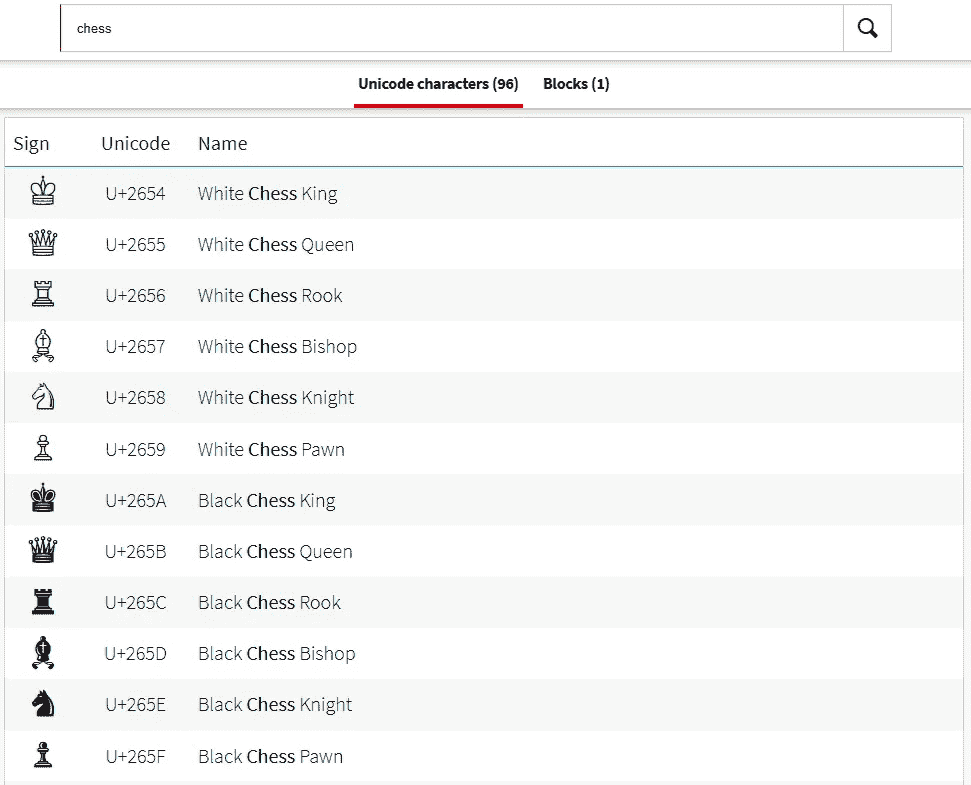 chess
Unicode characters (96) Blocks (1)
Sign Unicode Name
♔ U+2654 White Chess King
♕ U+2655 White Chess Queen
♖ U+2656 White Chess Rook
♗ U+2657 White Chess Bishop
♘ U+2658 White Chess Knight
♙ U+2659 White Chess Pawn
♚ U+265A Black Chess King
♛ U+265B Black Chess Queen
♜ U+265C Black Chess Rook
♝ U+265D Black Chess Bishop
♞ U+265E Black Chess Knight
♟ U+265F Black Chess Pawn